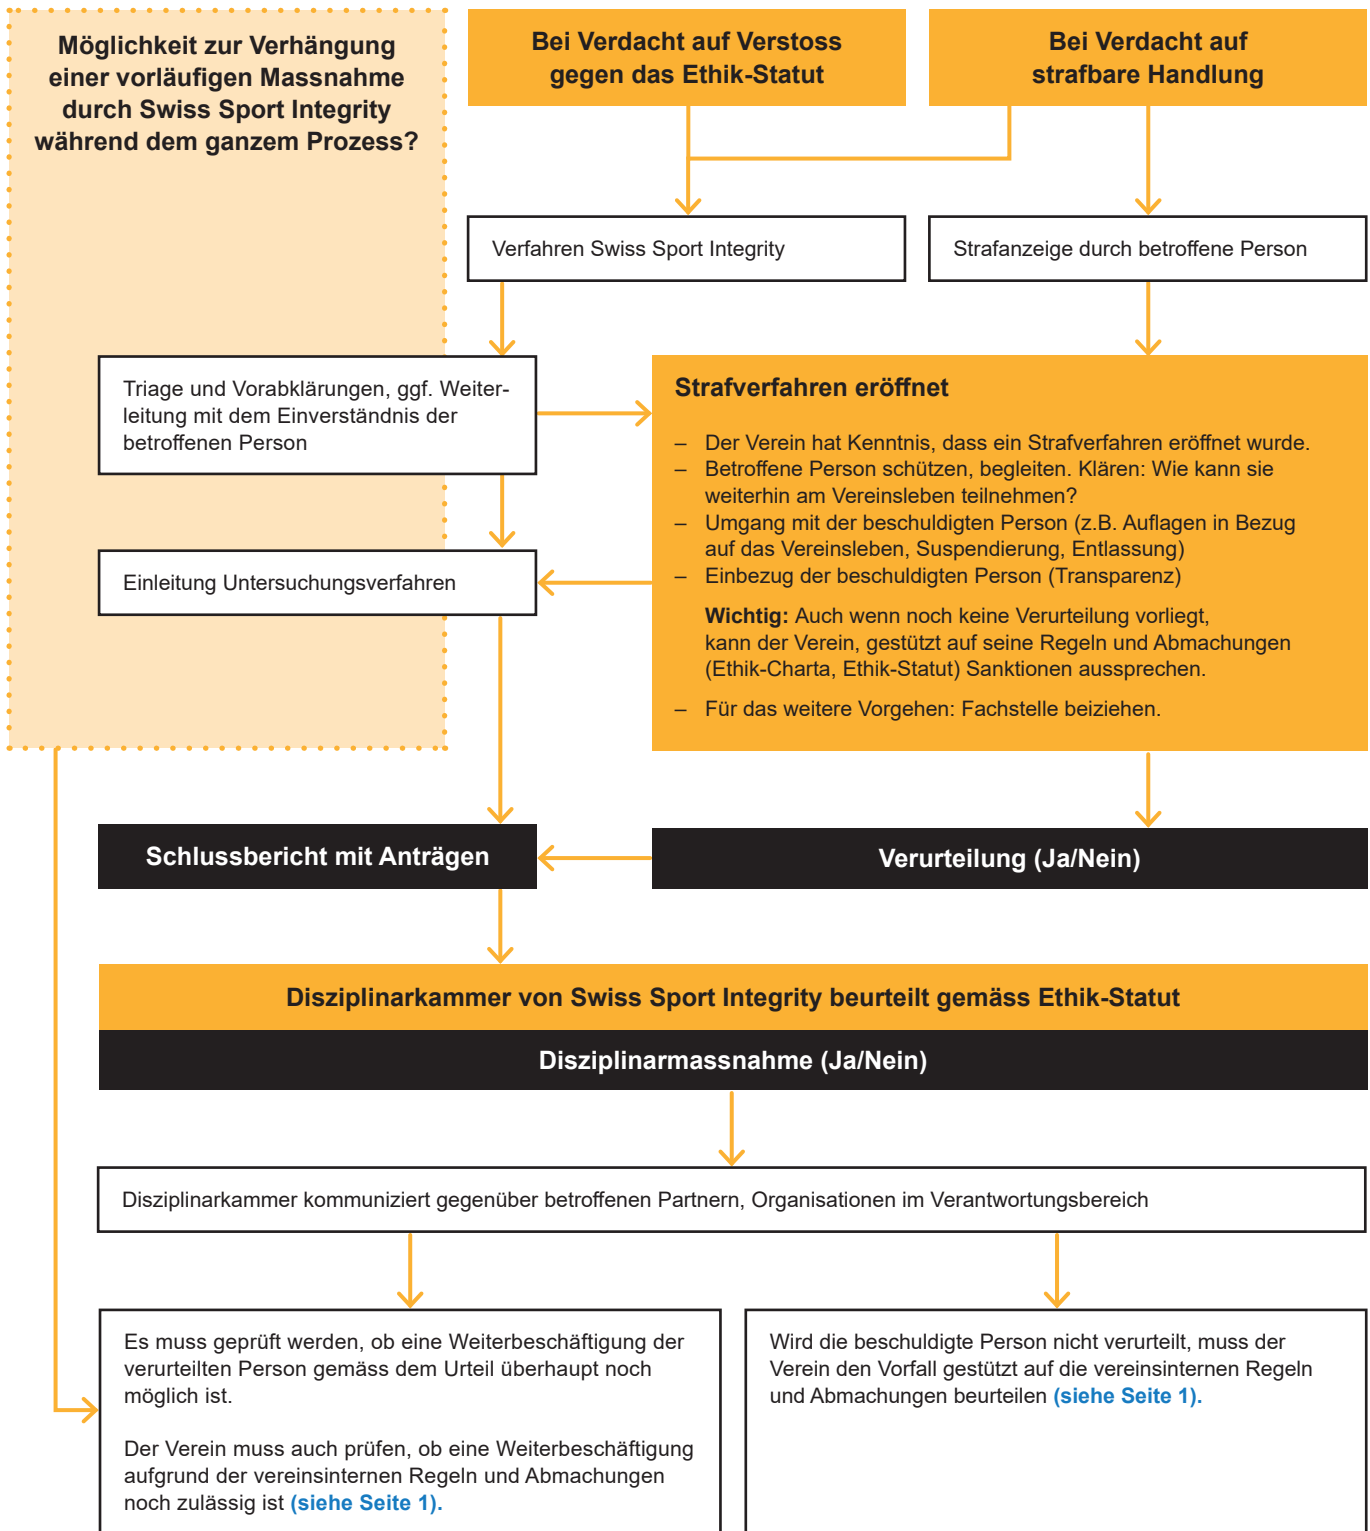 Möglichkeit zur Verhängung
einer vorläufigen Massnahme
durch Swiss Sport Integrity
während dem ganzem Prozess?
Bei Verdacht auf Verstoss
gegen das Ethik-Statut
Bei Verdacht auf
strafbare Handlung
Verfahren Swiss Sport Integrity
Strafanzeige durch betroffene Person
Triage und Vorabklärungen, ggf. Weiter-
leitung mit dem Einverständnis der
betroffenen Person
Einleitung Untersuchungsverfahren
Strafverfahren eröffnet
– Der Verein hat Kenntnis, dass ein Strafverfahren eröffnet wurde.
– Betroffene Person schützen, begleiten. Klären: Wie kann sie
weiterhin am Vereinsleben teilnehmen?
– Umgang mit der beschuldigten Person (z.B. Auflagen in Bezug
auf das Vereinsleben, Suspendierung, Entlassung)
– Einbezug der beschuldigten Person (Transparenz)
Wichtig: Auch wenn noch keine Verurteilung vorliegt,
kann der Verein, gestützt auf seine Regeln und Abmachungen
(Ethik-Charta, Ethik-Statut) Sanktionen aussprechen.
– Für das weitere Vorgehen: Fachstelle beiziehen.
Schlussbericht mit Anträgen
Verurteilung (Ja/Nein)
Disziplinarkammer von Swiss Sport Integrity beurteilt gemäss Ethik-Statut
Disziplinarmassnahme (Ja/Nein)
Disziplinarkammer kommuniziert gegenüber betroffenen Partnern, Organisationen im Verantwortungsbereich
Es muss geprüft werden, ob eine Weiterbeschäftigung der
verurteilten Person gemäss dem Urteil überhaupt noch
möglich ist.
Der Verein muss auch prüfen, ob eine Weiterbeschäftigung
aufgrund der vereinsinternen Regeln und Abmachungen
noch zulässig ist (siehe Seite 1).
Wird die beschuldigte Person nicht verurteilt, muss der
Verein den Vorfall gestützt auf die vereinsinternen Regeln
und Abmachungen beurteilen (siehe Seite 1).